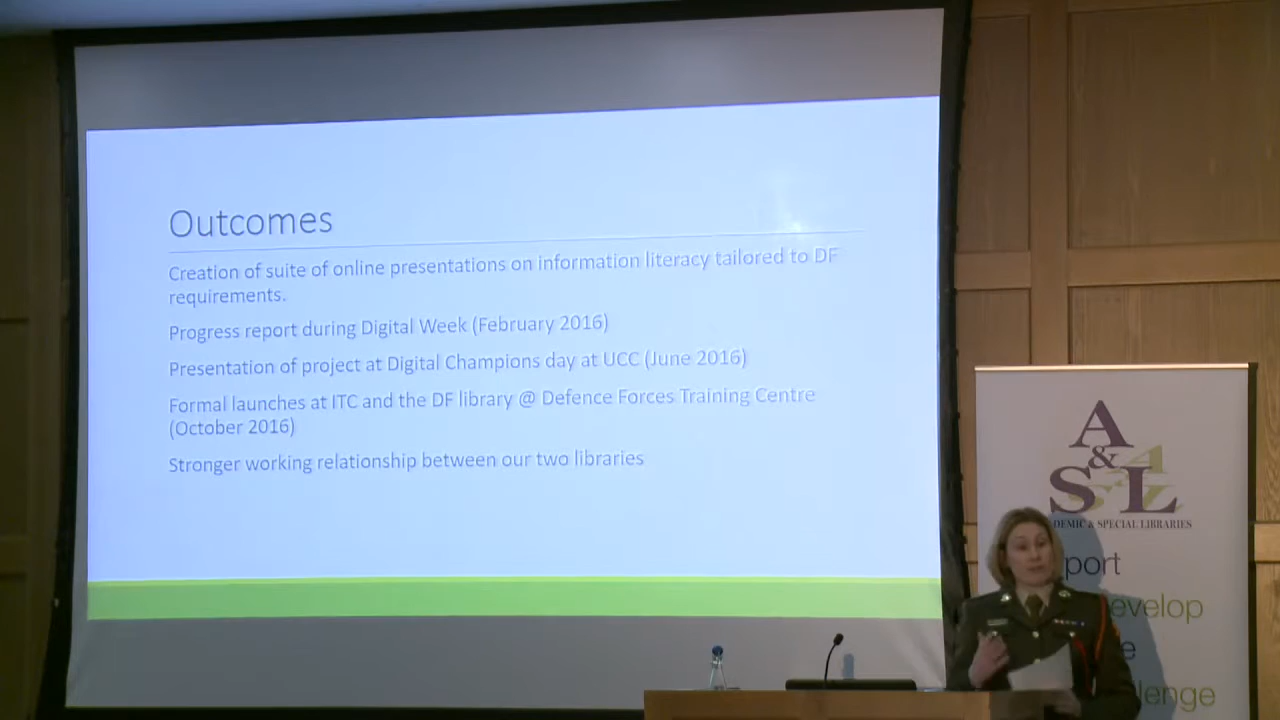 Outcomes
Creation of suite of online presentations on information literacy tailored to DF
requirements.
Progress report during Digital Week (February 2016)
Presentation of project at Digital Champions day at UCC (June 2016)
Formal launches at ITC and the DF library @ Defence Forces Training Centre
(October 2016)
Stronger working relationship between our two libraries
A
&
SL
DEMIC & SPECIAL LIBRARIES
port
evelop
e
lenge